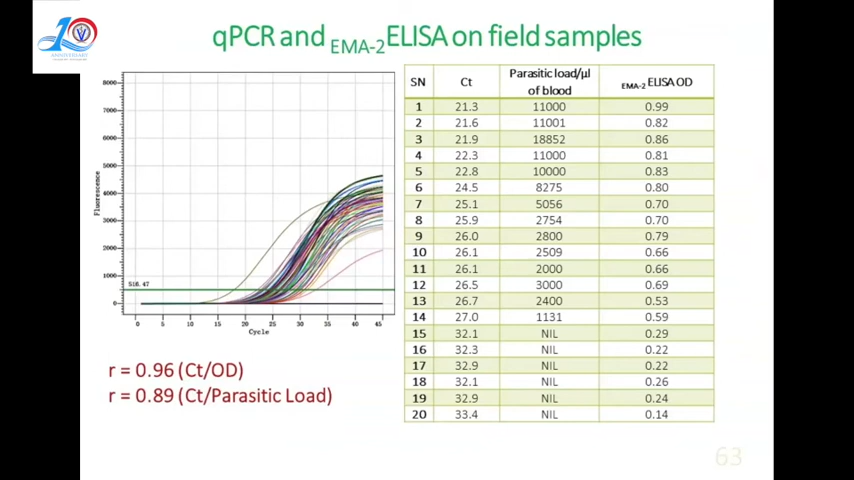 10
V
ANNIVERSARY
qPCR and EMA-2ELISA on field samples
8000
7000
6000
5000
4000
3000
2000
1000
0
Fluorescence
518.47
0 5 10 15 20 25 30 35 40 45
Cycle
r = 0.96 (Ct/OD)
r = 0.89 (Ct/Parasitic Load)
SN Ct Parasitic load/µl of blood EMA-2 ELISA OD
1 21.3 11000 0.99
2 21.6 11001 0.82
3 21.9 18852 0.86
4 22.3 11000 0.81
5 22.8 10000 0.83
6 24.5 8275 0.80
7 25.1 5056 0.70
8 25.9 2754 0.70
9 26.0 2800 0.79
10 26.1 2509 0.66
11 26.1 2000 0.66
12 26.5 3000 0.69
13 26.7 2400 0.53
14 27.0 1131 0.59
15 32.1 NIL 0.29
16 32.3 NIL 0.22
17 32.9 NIL 0.22
18 32.1 NIL 0.26
19 32.9 NIL 0.24
20 33.4 NIL 0.14
63